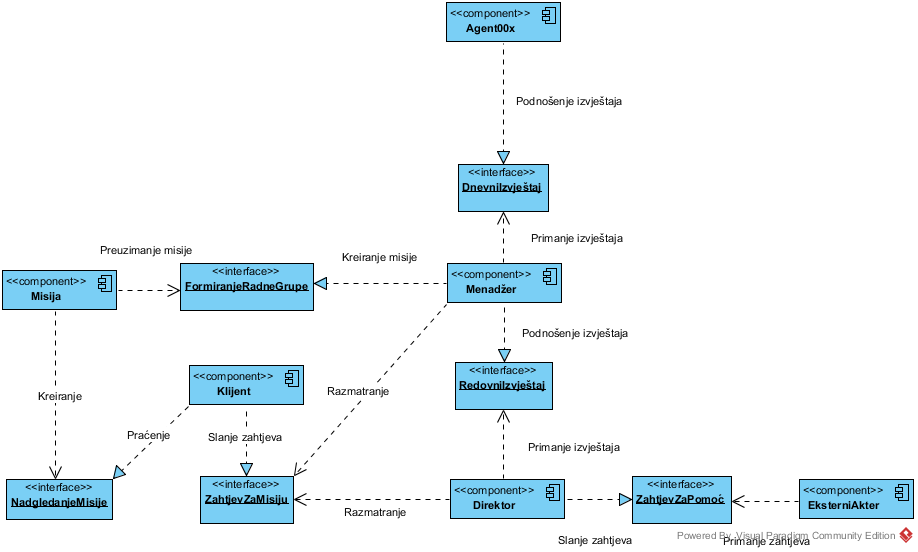 <<component>>
Agent00x
Podnošenje izvještaja
<<interface>>
DnevniIzvještaj
Primanje izvještaja
Preuzimanje misije
Kreiranje misije
<<component>>
Misija
<<interface>>
FormiranjeRadneGrupe
<<component>>
Menadžer
Podnošenje izvještaja
<<interface>>
RedovniIzvještaj
<<component>>
Klijent
Razmatranje
Kreiranje
Praćenje
Slanje zahtjeva
Primanje izvještaja
<<interface>>
NadgledanjeMisije
<<interface>>
ZahtjevZaMisiju
Razmatranje
<<component>>
Direktor
<<interface>>
ZahtjevZaPomoć
<<component>>
EksterniAkter
Slanje zahtjeva
Primanje zahtjeva
Powered By Visual Paradigm Community Edition